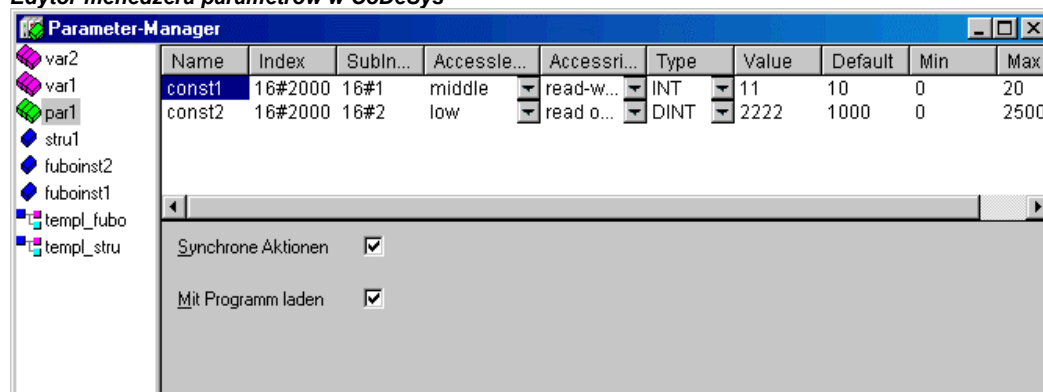 Edytor menedżera parametrów w CoDeSys
Parameter-Manager
var2
var1
par1
stru1
fuboinst2
fuboinst1
templ_fubo
templ_stru
Name Index SubIn... Accessle... Accessri... Type Value Default Min Max
const1 16#2000 16#1 middle read-w... INT 11 10 0 20
const2 16#2000 16#2 low read o... DINT 2222 1000 0 2500
Synchrone Aktionen
Mit Programm laden